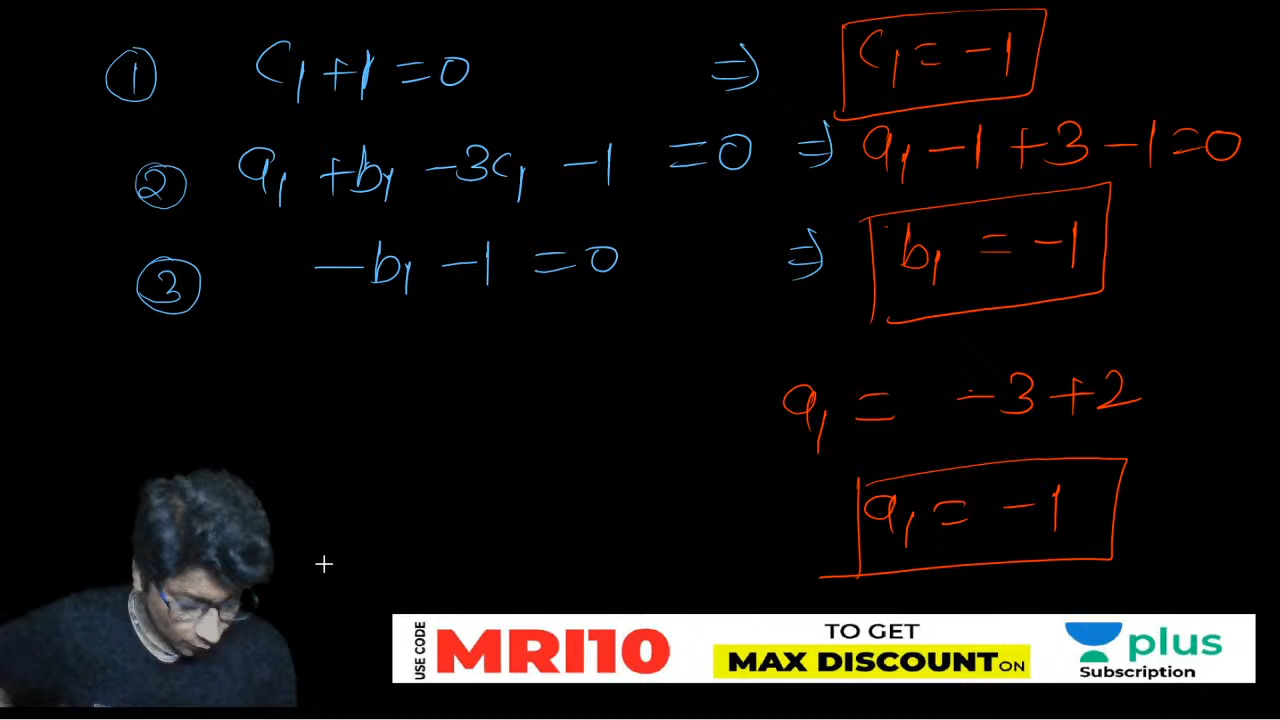 ① c₁ + 1 = 0 ⇒ c₁ = -1
② a₁ + b₁ - 3c₁ - 1 = 0 ⇒ a₁ - 1 + 3 - 1 = 0
③ -b₁ - 1 = 0 ⇒ b₁ = -1
a₁ = -3 + 2
a₁ = -1
USE CODE
MRI10
TO GET
MAX DISCOUNT ON
plus
Subscription